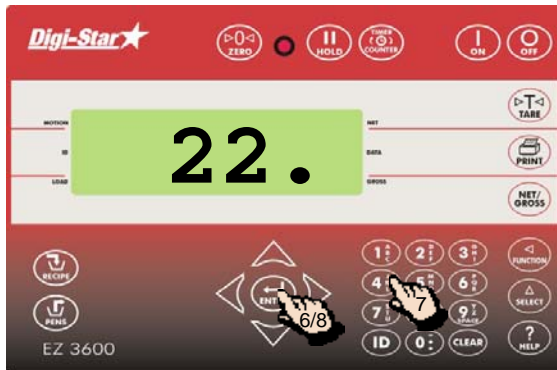 Digi-Star
ZERO
HOLD
TIMER
COUNTER
ON
OFF
TARE
MOTION
NET
22.
ID
DATA
PRINT
LOAD
GROSS
NET/
GROSS
RECIPE
1 2 3
FUNCTION
4 5 6
SELECT
ENTER
6/8
7
PENS
7 9
SPACE
ID 0 CLEAR
HELP
EZ 3600